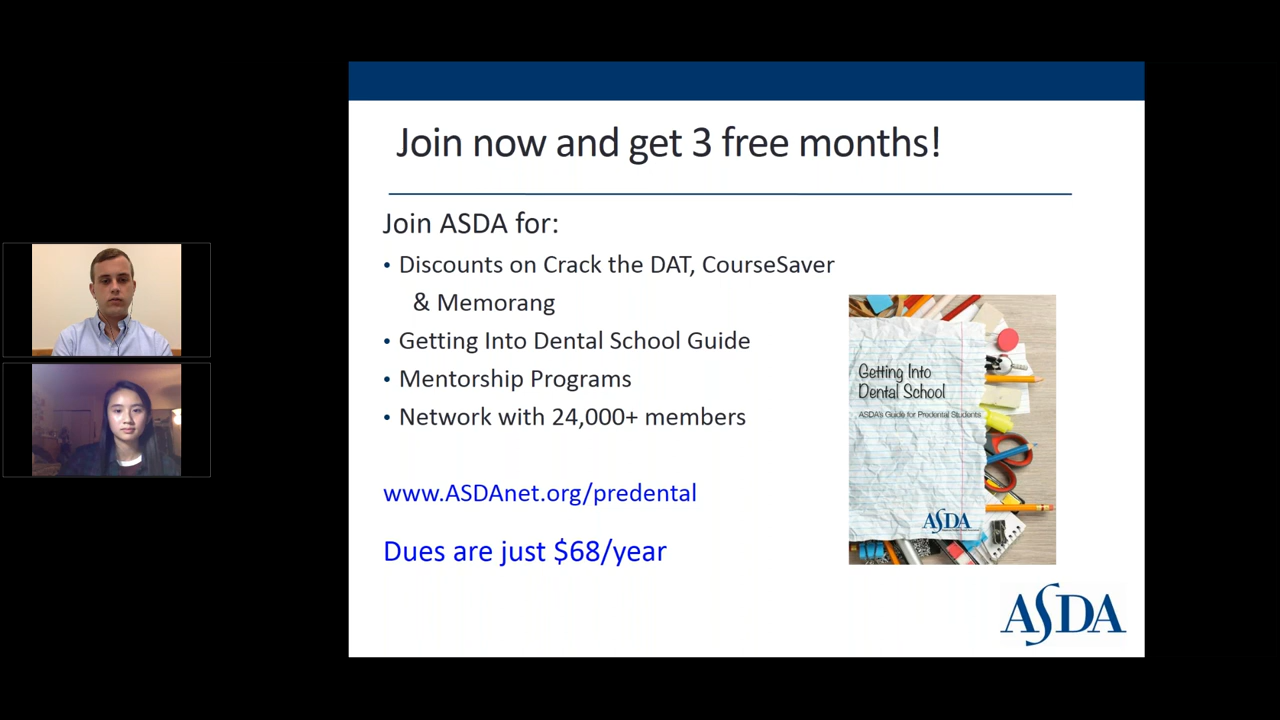 Join now and get 3 free months!
Join ASDA for:
• Discounts on Crack the DAT, CourseSaver
& Memorang
• Getting Into Dental School Guide
• Mentorship Programs
• Network with 24,000+ members
www.ASDAnet.org/predental
Dues are just $68/year
Getting Into
Dental School
ASDA's Guide for Predental Students
ASDA
ASDA